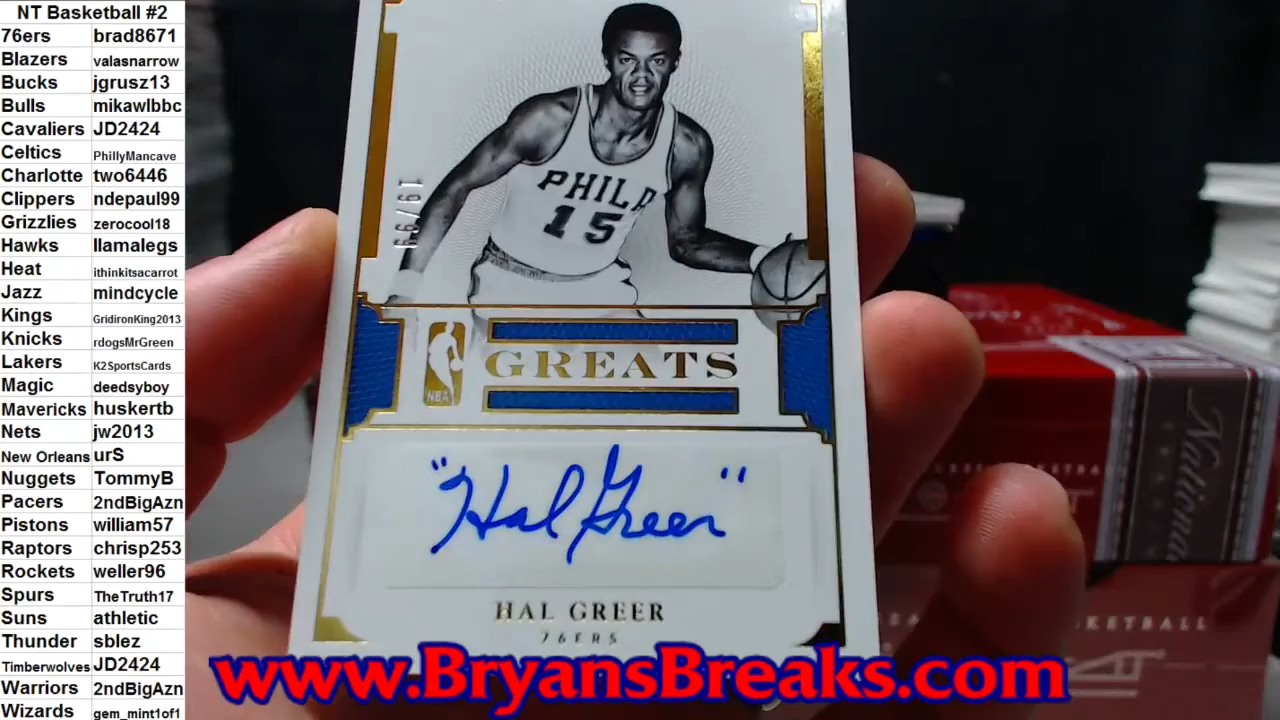 NT Basketball #2
76ers brad8671
Blazers valasnarrow
Bucks jgrusz13
Bulls mikawlbbc
Cavaliers JD2424
Celtics PhillyMancave
Charlotte two6446
Clippers ndepaul99
Grizzlies zerocool18
Hawks llamalegs
Heat ithinkitsacarrot
Jazz mindcycle
Kings GridironKing2013
Knicks rdogsMrGreen
Lakers K2SportsCards
Magic deedsyboy
Mavericks huskertb
Nets jw2013
New Orleans urS
Nuggets TommyB
Pacers 2ndBigAzn
Pistons william57
Raptors chrisp253
Rockets weller96
Spurs TheTruth17
Suns athletic
Thunder sblez
Timberwolves JD2424
Warriors 2ndBigAzn
Wizards gem_mint1of1
PHILA
15
NBA
GREATS
"Hal Greer"
HAL GREER
76ERS
www.BryansBreaks.com